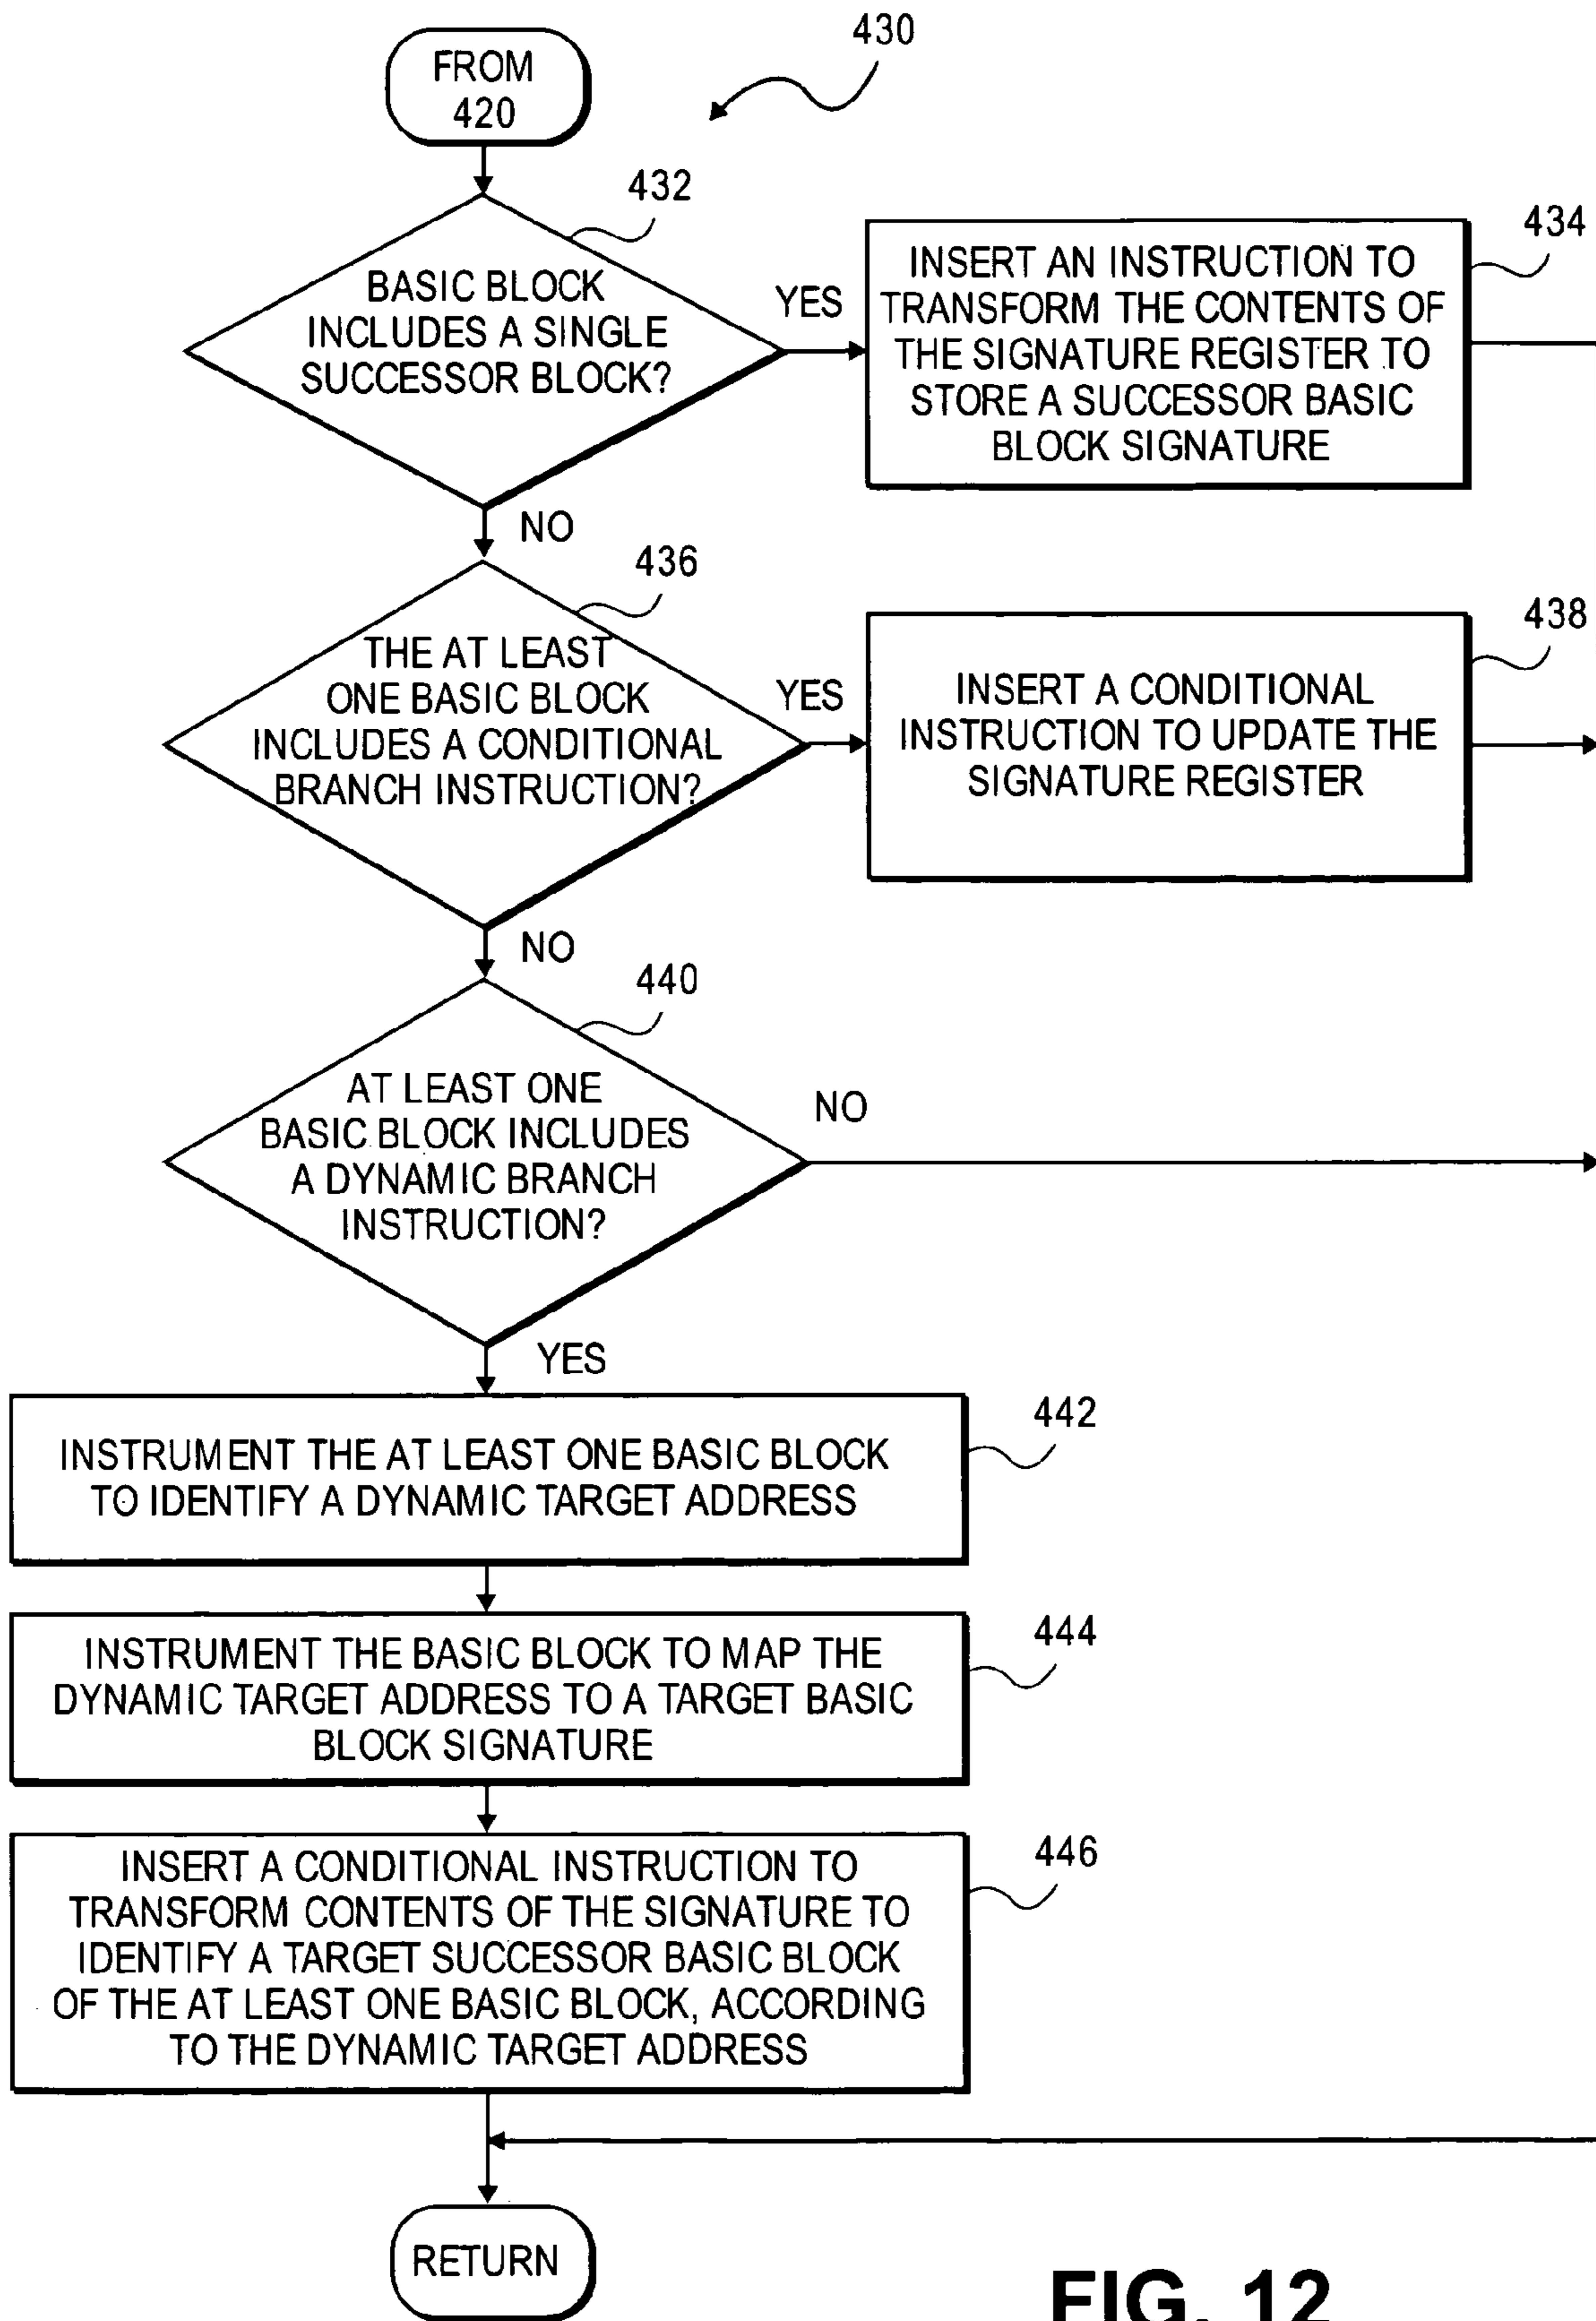 FROM
420
430
432
BASIC BLOCK
INCLUDES A SINGLE
SUCCESSOR BLOCK?
YES
434
INSERT AN INSTRUCTION TO
TRANSFORM THE CONTENTS OF
THE SIGNATURE REGISTER TO
STORE A SUCCESSOR BASIC
BLOCK SIGNATURE
NO
436
THE AT LEAST
ONE BASIC BLOCK
INCLUDES A CONDITIONAL
BRANCH INSTRUCTION?
YES
438
INSERT A CONDITIONAL
INSTRUCTION TO UPDATE THE
SIGNATURE REGISTER
NO
440
AT LEAST ONE
BASIC BLOCK INCLUDES
A DYNAMIC BRANCH
INSTRUCTION?
NO
YES
442
INSTRUMENT THE AT LEAST ONE BASIC BLOCK
TO IDENTIFY A DYNAMIC TARGET ADDRESS
444
INSTRUMENT THE BASIC BLOCK TO MAP THE
DYNAMIC TARGET ADDRESS TO A TARGET BASIC
BLOCK SIGNATURE
446
INSERT A CONDITIONAL INSTRUCTION TO
TRANSFORM CONTENTS OF THE SIGNATURE TO
IDENTIFY A TARGET SUCCESSOR BASIC BLOCK
OF THE AT LEAST ONE BASIC BLOCK, ACCORDING
TO THE DYNAMIC TARGET ADDRESS
RETURN
FIG. 12